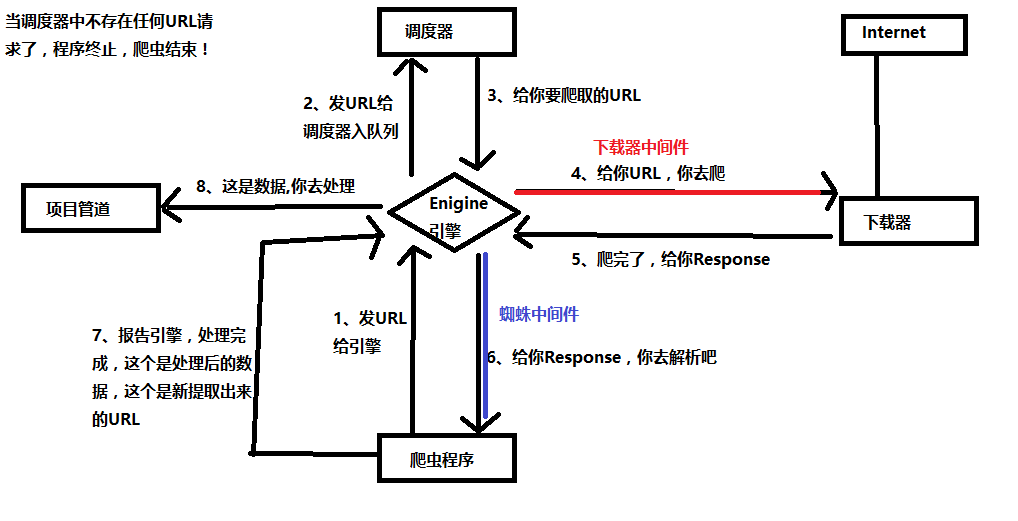 当调度器中不存在任何URL请
求了，程序终止，爬虫结束！
调度器
Internet
2、发URL给
调度器入队列
3、给你要爬取的URL
下载器中间件
4、给你URL，你去爬
8、这是数据,你去处理
项目管道
Enigine
引擎
下载器
5、爬完了，给你Response
1、发URL
给引擎
蜘蛛中间件
6、给你Response，你去解析吧
7、报告引擎，处理完
成，这个是处理后的数
据，这个是新提取出来
的URL
爬虫程序